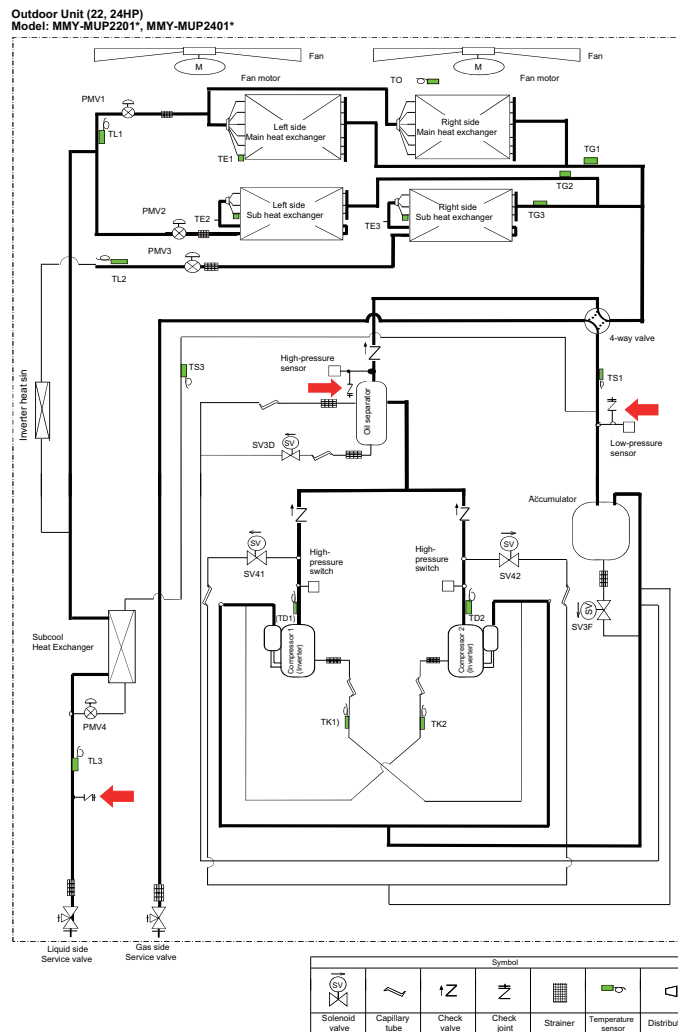 Outdoor Unit (22, 24HP)
Model: MMY-MUP2201*, MMY-MUP2401*
Fan
Fan
M
M
Fan motor
TO
Fan motor
PMV1
TL1
Left side
Main heat exchanger
Right side
Main heat exchanger
TE1
TG1
TG2
PMV2
TE2
Left side
Sub heat exchanger
TE3
Right side
Sub heat exchanger
TG3
PMV3
TL2
4-way valve
High-pressure
sensor
TS3
TS1
Inverter heat sin
Oil separator
Low-pressure
sensor
SV3D
SV
Accumulator
SV
SV41
High-
pressure
switch
High-
pressure
switch
SV
SV42
SV
SV3F
(TD1)
TD2
Compressor 1
(Inverter)
Compressor 2
(Inverter)
Subcool
Heat Exchanger
PMV4
TK1)
TK2
TL3
Liquid side
Service valve
Gas side
Service valve
Symbol
SV
Solenoid
valve
Capillary
tube
Check
valve
Check
joint
Strainer
Temperature
sensor
Distribut